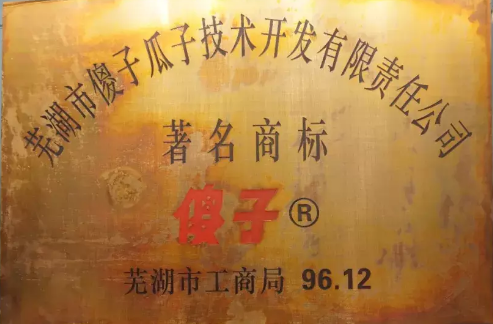 芜湖市傻子瓜子技术开发有限责任公司
著名商标
傻子®
芜湖市工商局 96.12